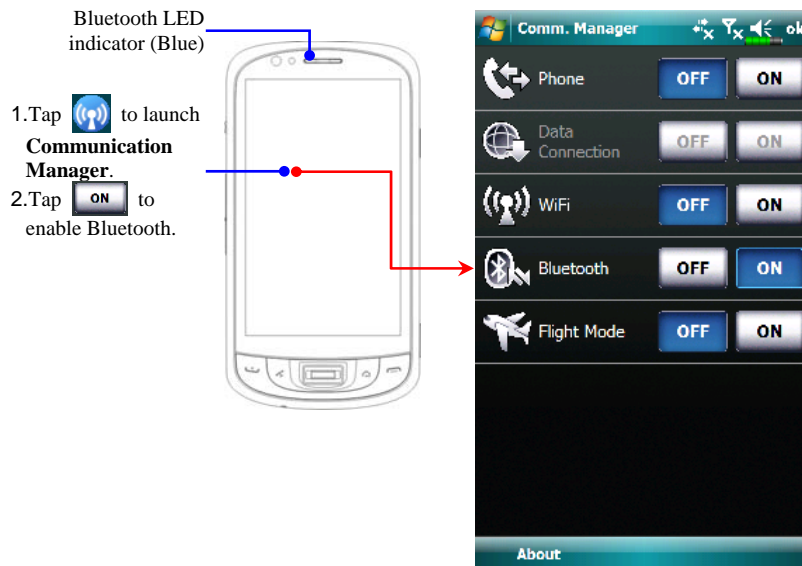 Bluetooth LED
indicator (Blue)
1.Tap to launch
Communication
Manager.
2.Tap ON to
enable Bluetooth.
Comm. Manager ok
Phone OFF ON
Data
Connection OFF ON
WiFi OFF ON
Bluetooth OFF ON
Flight Mode OFF ON
About